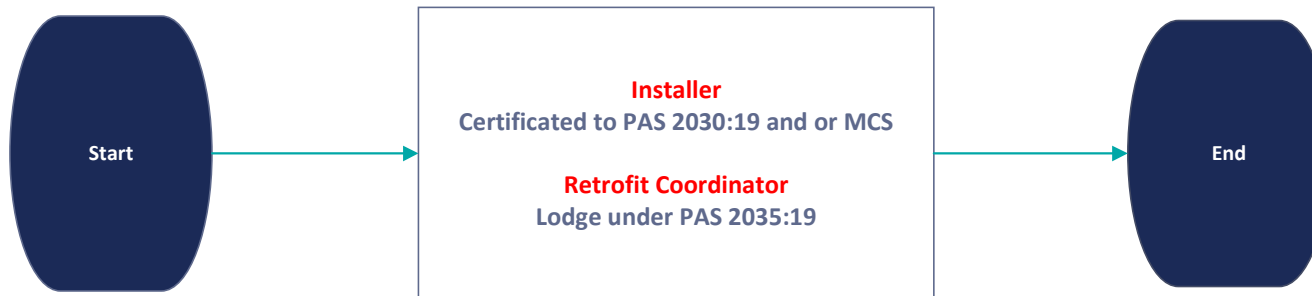 Start
Installer
Certificated to PAS 2030:19 and or MCS
Retrofit Coordinator
Lodge under PAS 2035:19
End